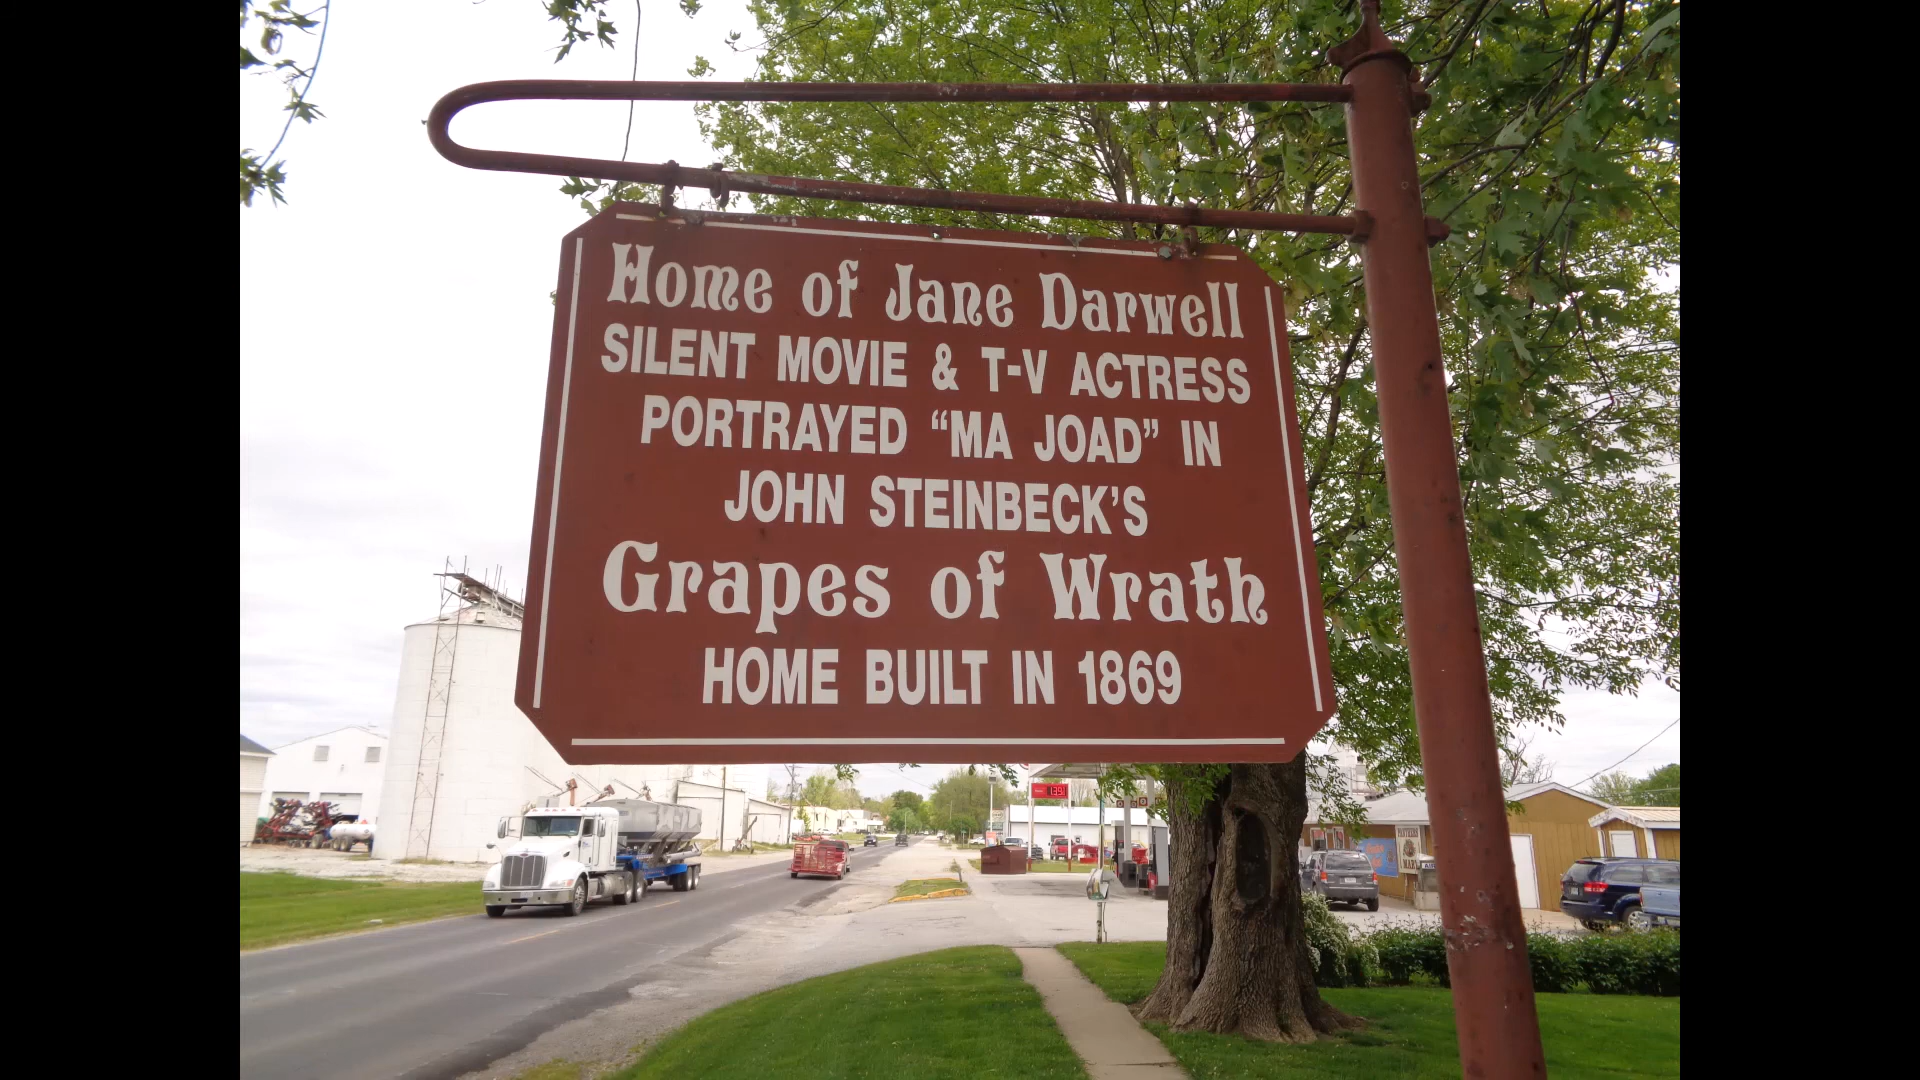 Home of Jane Darwell
SILENT MOVIE & T-V ACTRESS
PORTRAYED “MA JOAD” IN
JOHN STEINBECK’S
Grapes of Wrath
HOME BUILT IN 1869